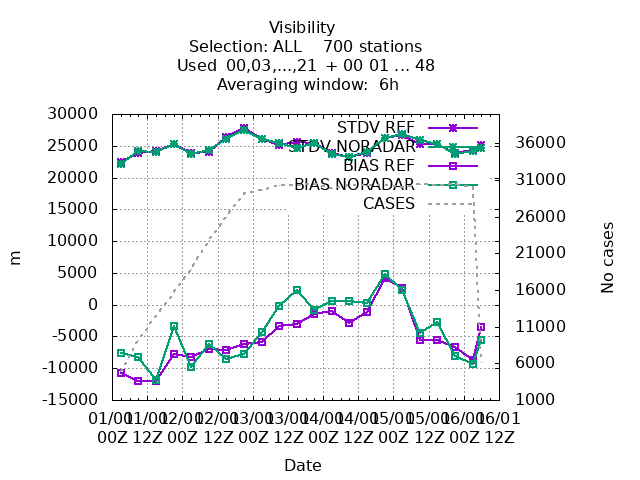 Visibility
Selection: ALL    700 stations
Used  00,03,...,21  + 00 01 ... 48
Averaging window:  6h
30000
25000
20000
15000
10000
5000
0
-5000
-10000
-15000
m
STDV REF
STDV NORADAR
BIAS REF
BIAS NORADAR
CASES
36000
31000
26000
21000
16000
11000
6000
1000
No cases
01/01 11/01 12/01 12/01 13/01 13/01 14/01 14/01 15/01 15/01 16/01 16/01
00Z 12Z 00Z 12Z 00Z 12Z 00Z 12Z 00Z 12Z 00Z 12Z
Date